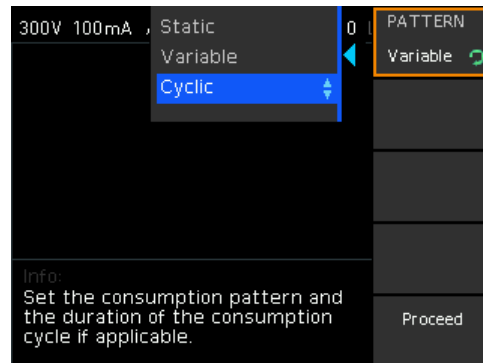 300V 100mA
Static
0
PATTERN
Variable
Variable
Cyclic
Info:
Set the consumption pattern and
the duration of the consumption
cycle if applicable.
Proceed